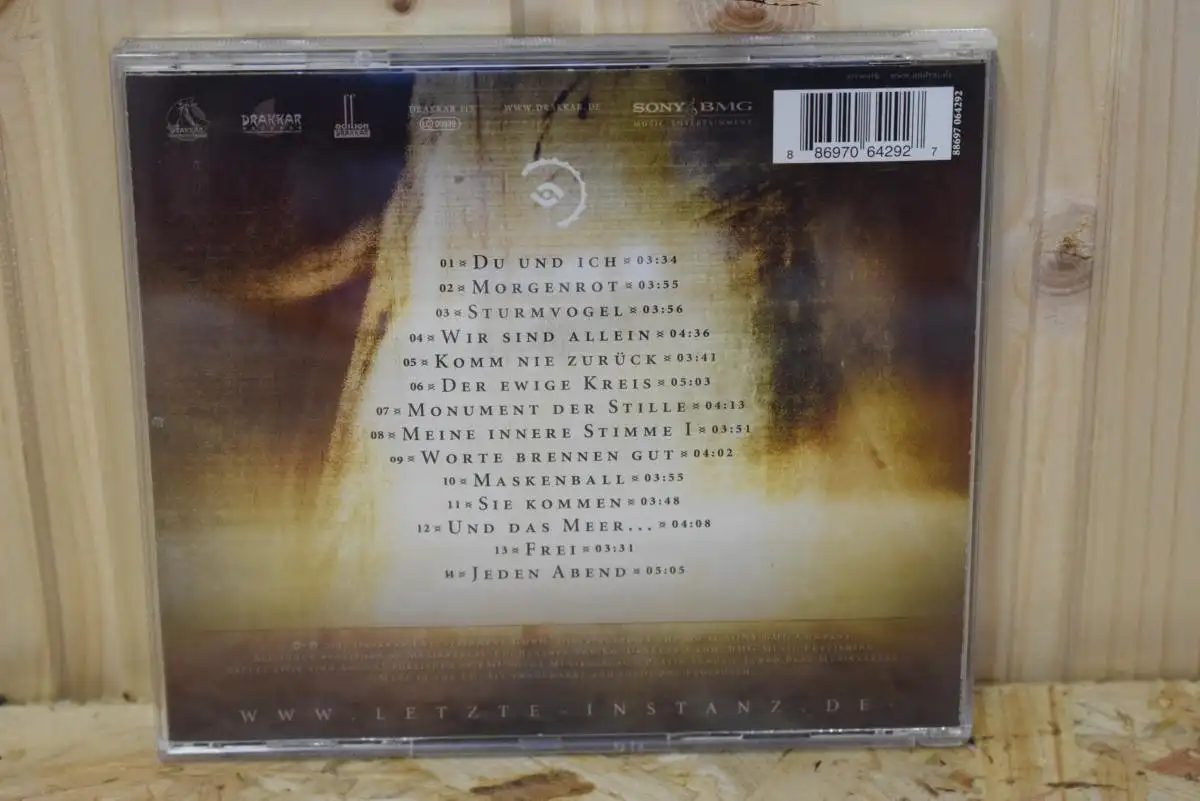 DRAKKAR
DRAKKAR
RECORDS
edition
DRAKKAR
WWW.DRAKKAR.DE
LC 00999
SONY BMG
MUSIC ENTERTAINMENT
8 86970 64292 7
88697 064292
01 ¤ DU UND ICH ¤ 03:34
02 ¤ MORGENROT ¤ 03:55
03 ¤ STURMVOGEL ¤ 03:56
04 ¤ WIR SIND ALLEIN ¤ 04:36
05 ¤ KOMM NIE ZURÜCK ¤ 03:41
06 ¤ DER EWIGE KREIS ¤ 05:03
07 ¤ MONUMENT DER STILLE ¤ 04:13
08 ¤ MEINE INNERE STIMME I ¤ 03:51
09 ¤ WORTE BRENNEN GUT ¤ 04:02
10 ¤ MASKENBALL ¤ 03:55
11 ¤ SIE KOMMEN ¤ 03:48
12 ¤ UND DAS MEER... ¤ 04:08
13 ¤ FREI ¤ 03:31
14 ¤ JEDEN ABEND ¤ 05:05
WWW.LETZTE-INSTANZ.DE